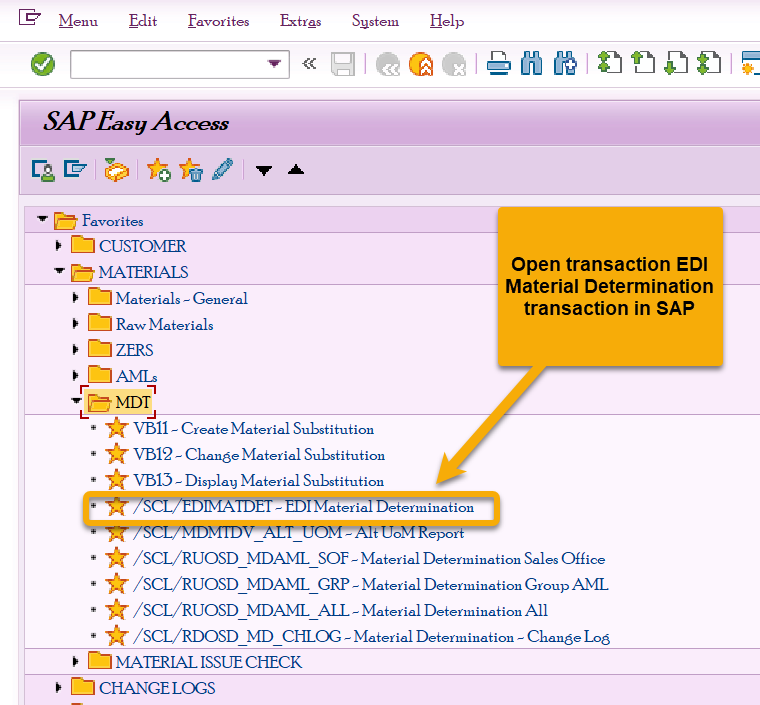 Menu Edit Favorites Extras System Help
SAP Easy Access
Favorites
CUSTOMER
MATERIALS
Materials - General
Raw Materials
ZERS
AMLs
MDT
VB11 - Create Material Substitution
VB12 - Change Material Substitution
VB13 - Display Material Substitution
/SCL/EDIMATDET - EDI Material Determination
/SCL/MDMTDV_ALT_UOM - Alt UoM Report
/SCL/RUOSD_MDAML_SOF - Material Determination Sales Office
/SCL/RUOSD_MDAML_GRP - Material Determination Group AML
/SCL/RUOSD_MDAML_ALL - Material Determination All
/SCL/RDOSD_MD_CHLOG - Material Determination - Change Log
MATERIAL ISSUE CHECK
CHANGE LOGS
Open transaction EDI
Material Determination
transaction in SAP